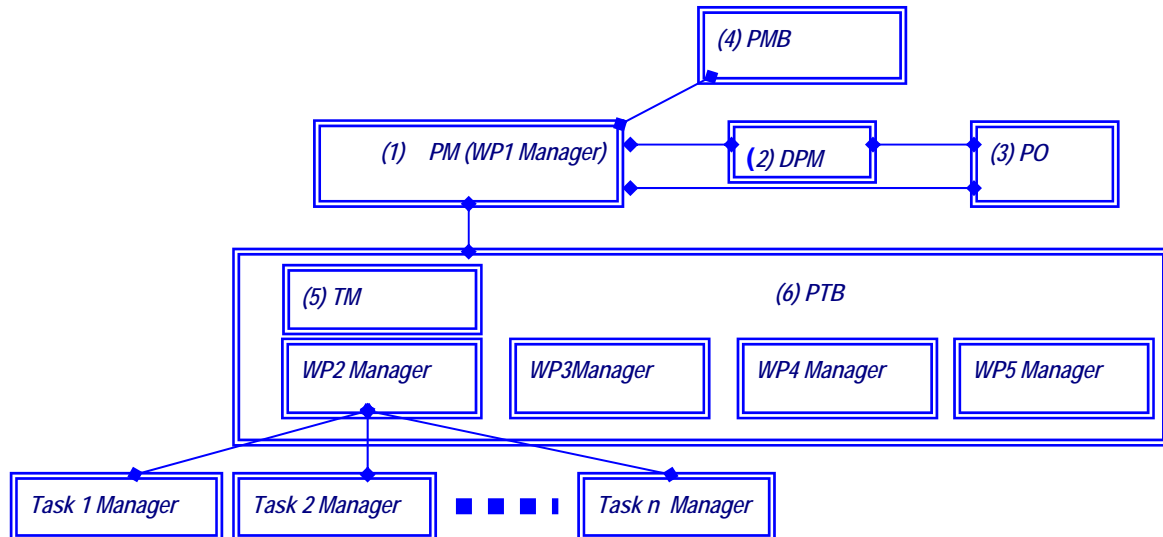 (4) PMB
(1) PM (WP1 Manager)
(2) DPM
(3) PO
(5) TM
(6) PTB
WP2 Manager
WP3Manager
WP4 Manager
WP5 Manager
Task 1 Manager
Task 2 Manager
Task n Manager